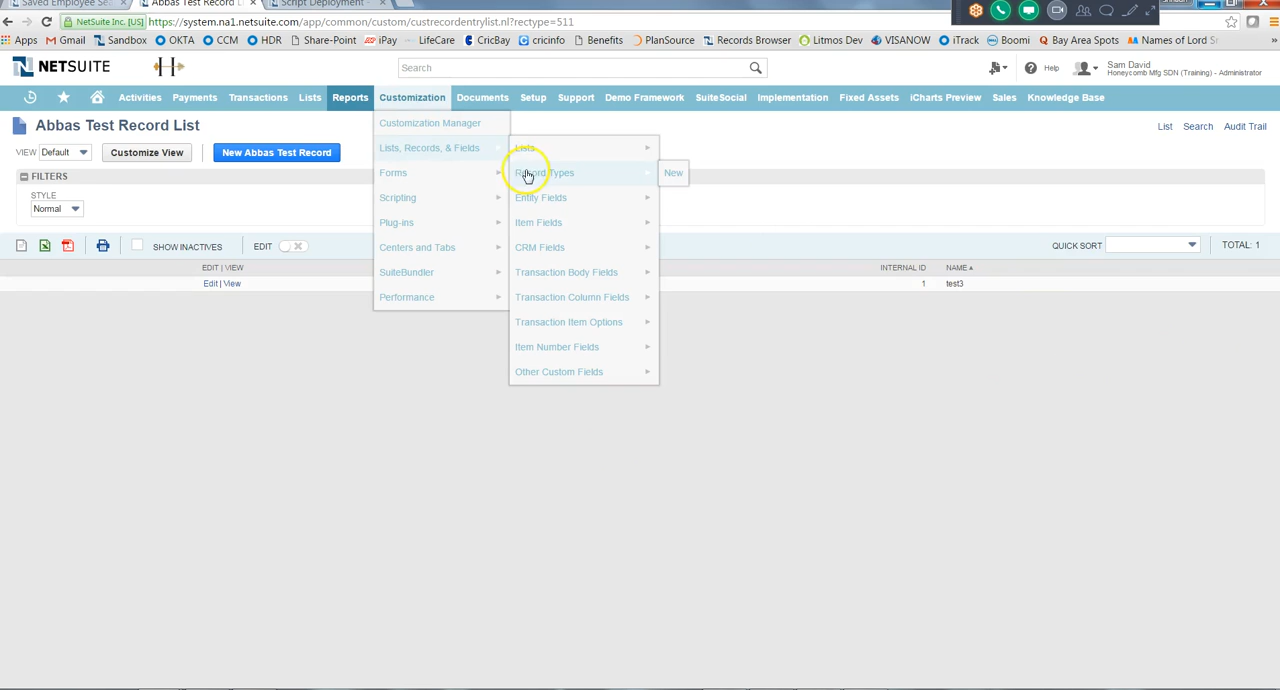 Saved Employee Sea
Abbas Test Record Li
Script Deployment -
https://system.na1.netsuite.com/app/common/custom/custrecordentrylist.nl?rectype=511
NetSuite Inc. [US]
Apps Gmail Sandbox OKTA CCM HDR Share-Point iPay LifeCare CricBay cricinfo Benefits PlanSource Records Browser Litmos Dev VISANOW iTrack Boomi Bay Area Spots Names of Lord S
NETSUITE
H
Search
Help
Sam David
Honeycomb Mfg SDN (Training) - Administrator
Activities Payments Transactions Lists Reports Customization Documents Setup Support Demo Framework SuiteSocial Implementation Fixed Assets iCharts Preview Sales Knowledge Base
Abbas Test Record List
List Search Audit Trail
VIEW Default Customize View New Abbas Test Record
FILTERS
STYLE
Normal
SHOW INACTIVES EDIT
QUICK SORT TOTAL: 1
EDIT | VIEW INTERNAL ID NAME
Edit | View 1 test3
Customization Manager
Lists, Records, & Fields
Forms
Scripting
Plug-ins
Centers and Tabs
SuiteBundler
Performance
Lists
Record Types
Entity Fields
Item Fields
CRM Fields
Transaction Body Fields
Transaction Column Fields
Transaction Item Options
Item Number Fields
Other Custom Fields
New